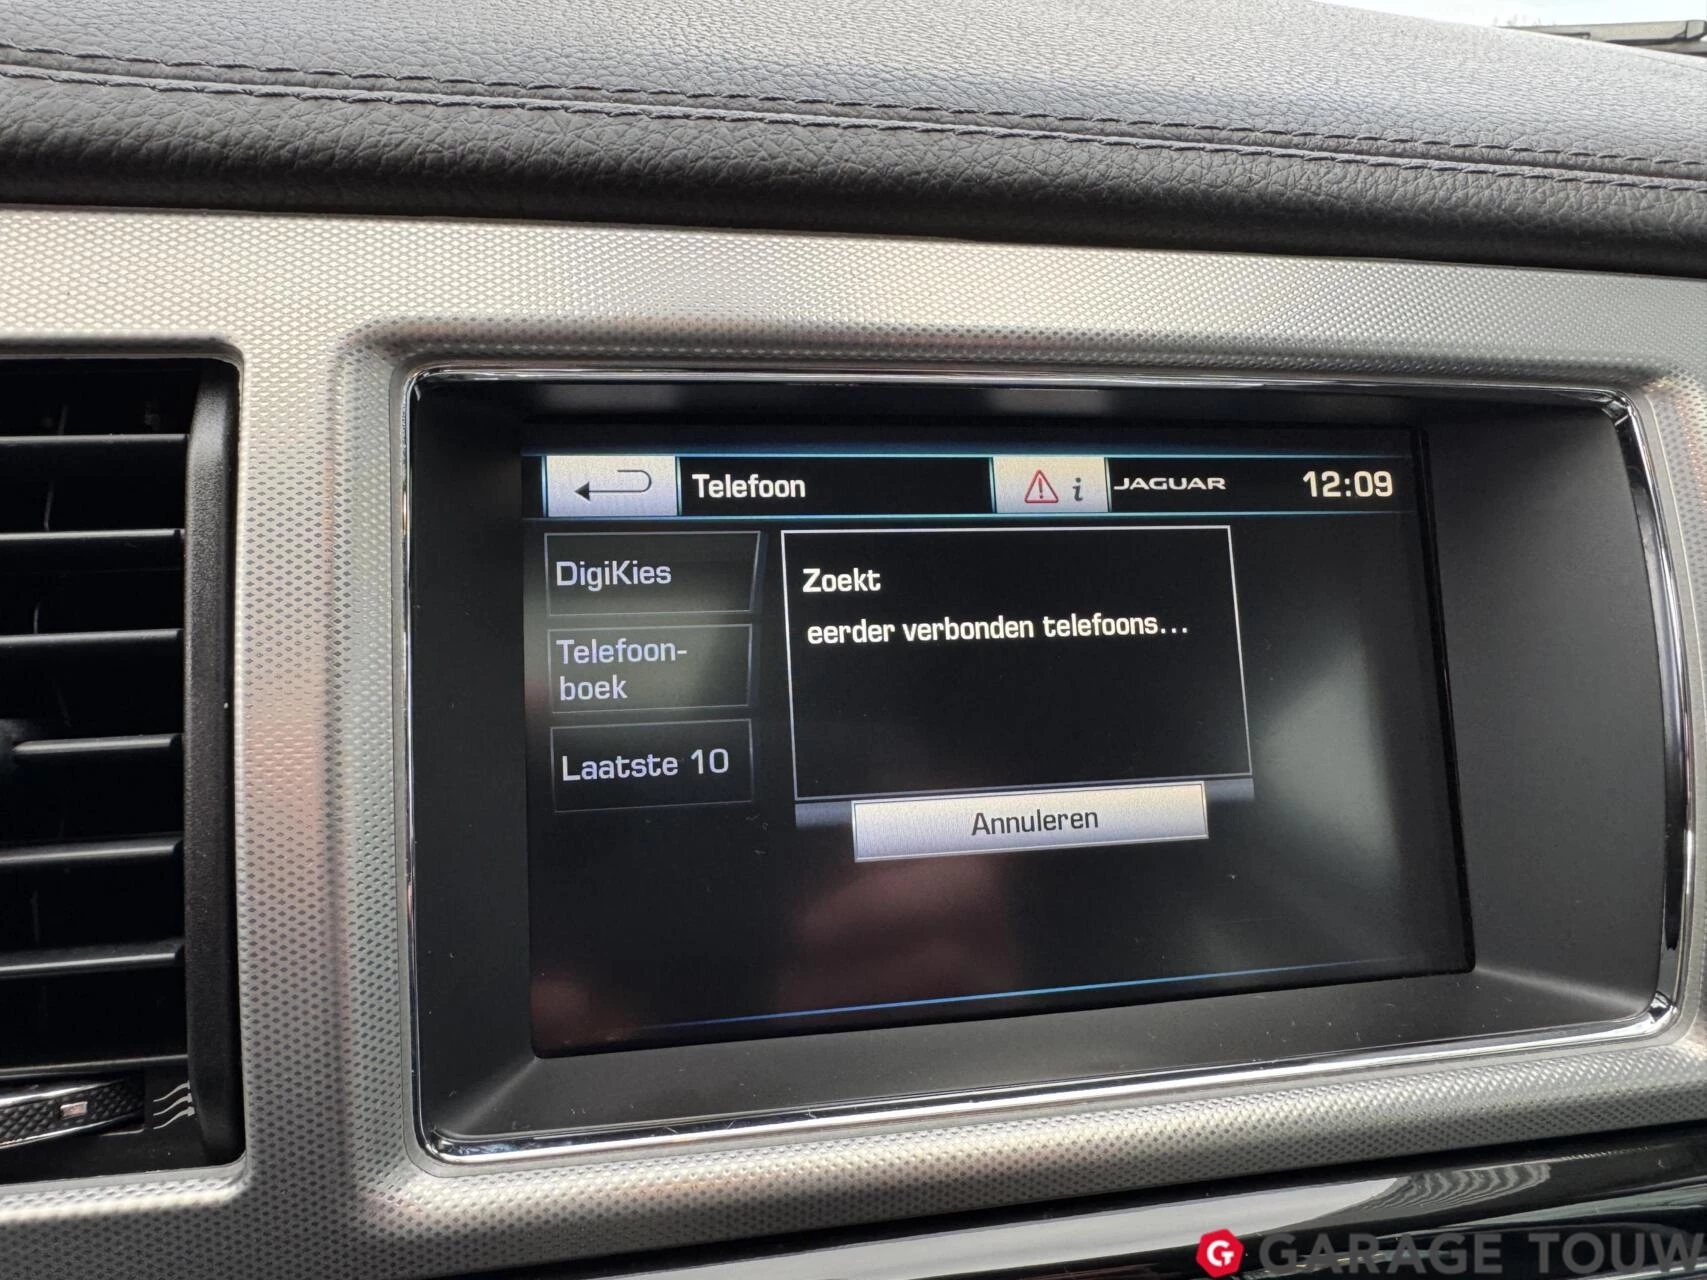 Telefoon
i
JAGUAR
12:09
DigiKies
Telefoon-
boek
Laatste 10
Zoekt
eerder verbonden telefoons...
Annuleren
G GARAGE TOUW